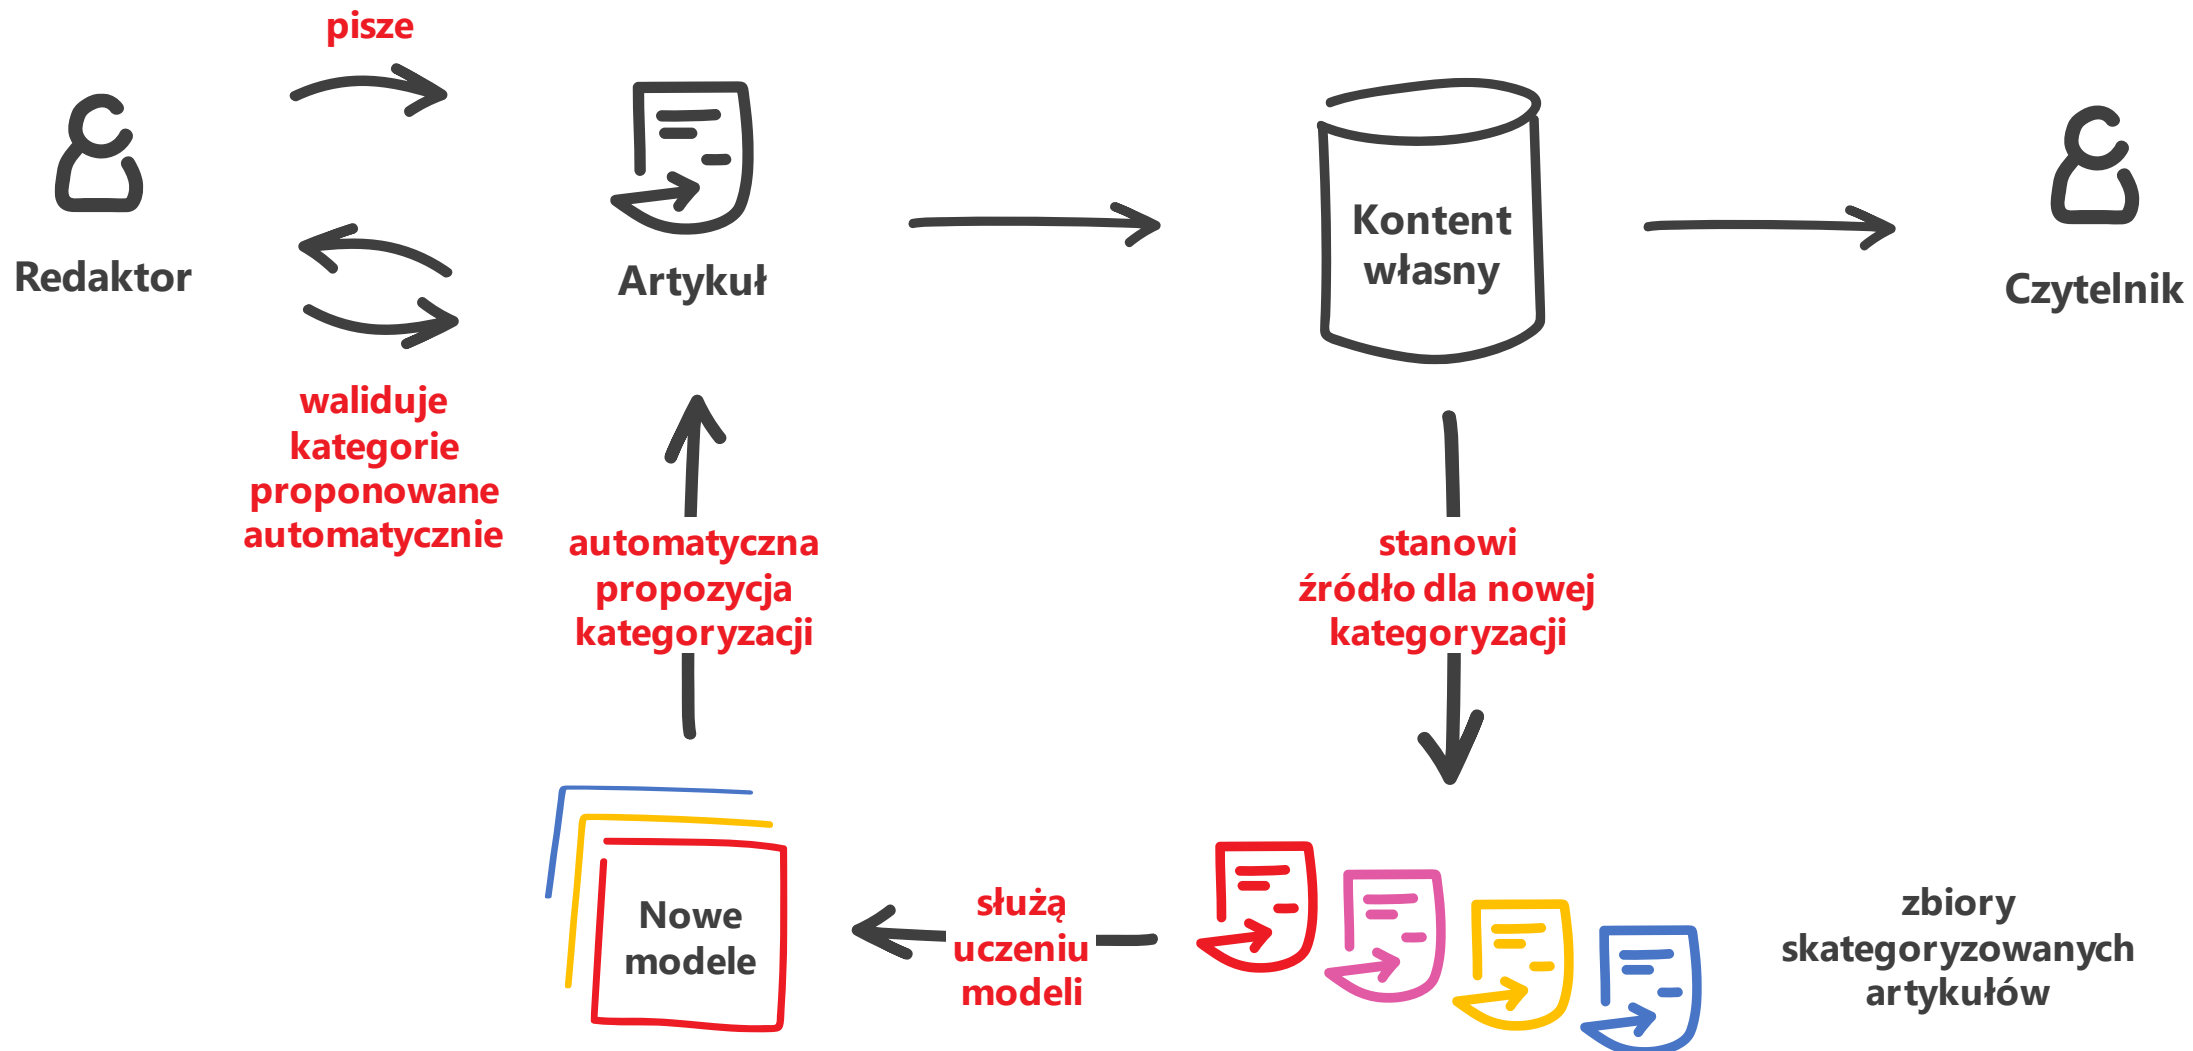 pisze
Redaktor
Artykuł
Kontent
własny
Czytelnik
waliduje
kategorie
proponowane
automatycznie
automatyczna
propozycja
kategoryzacji
stanowi
źródło dla nowej
kategoryzacji
Nowe
modele
służą
uczeniu
modeli
zbiory
skategoryzowanych
artykułów